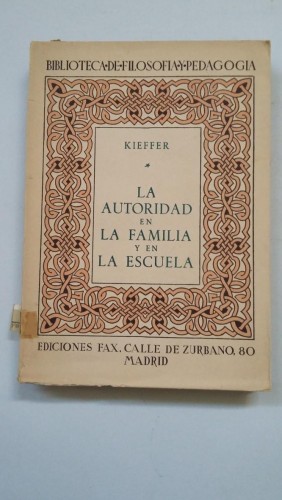 BIBLIOTECA·DE·FILOSOFIA·Y·PEDAGOGIA
KIEFFER
LA
AUTORIDAD
EN
LA FAMILIA
Y EN
LA ESCUELA
EDICIONES FAX. CALLE DE ZURBANO, 80
MADRID